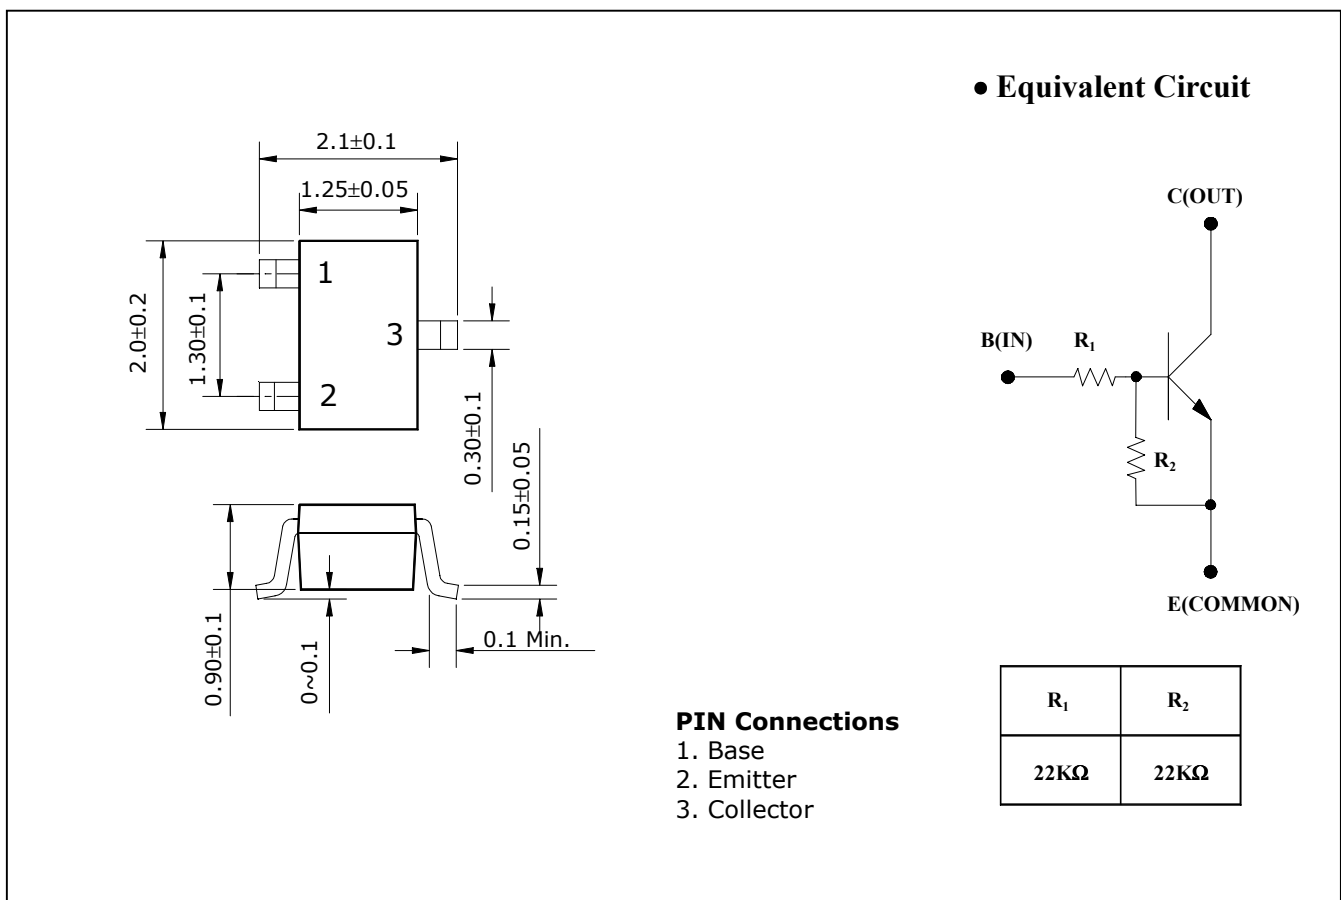 ● Equivalent Circuit
2.1±0.1
1.25±0.05
2.0±0.2
1.30±0.1
1
2
3
0.30±0.1
0.15±0.05
0.90±0.1
0~0.1
0.1 Min.
C(OUT)
B(IN)
R₁
R₂
E(COMMON)
PIN Connections
1. Base
2. Emitter
3. Collector
R₁ R₂
22KΩ 22KΩ